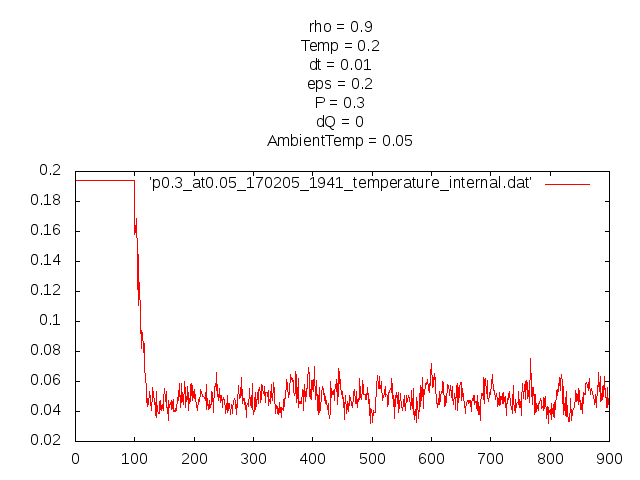 rho = 0.9
Temp = 0.2
dt = 0.01
eps = 0.2
P = 0.3
dQ = 0
AmbientTemp = 0.05
0.2
'p0.3_at0.05_170205_1941_temperature_internal.dat'
0.18
0.16
0.14
0.12
0.1
0.08
0.06
0.04
0.02
0 100 200 300 400 500 600 700 800 900